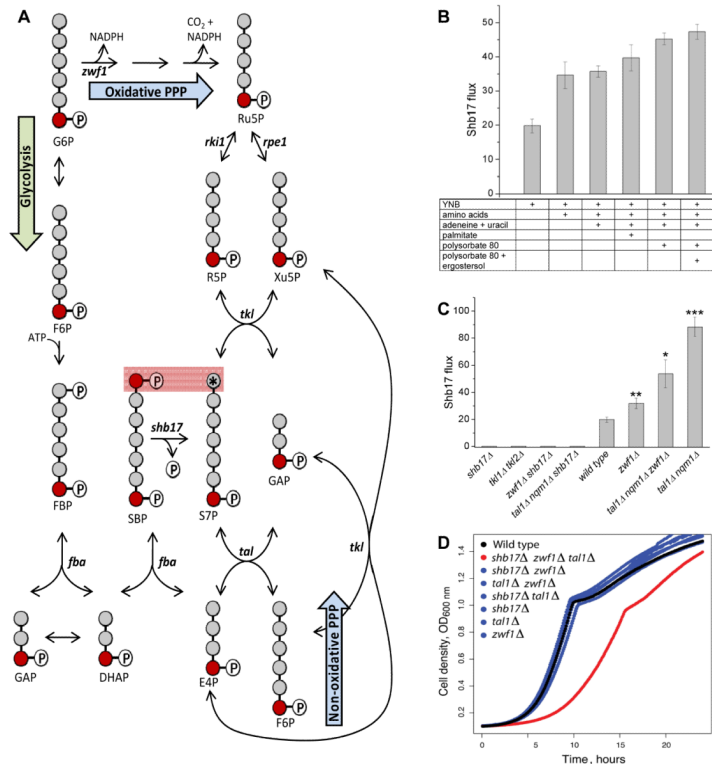 A
NADPH
CO2 +
NADPH
zwf1
Oxidative PPP
P
P
G6P
Ru5P
Glycolysis
rki1
rpe1
P
P
P
R5P
Xu5P
F6P
ATP
tkl
P
P
*
shb17
P
P
P
P
P
FBP
SBP
S7P
GAP
fba
fba
tal
tkl
P
P
P
P
GAP
DHAP
E4P
F6P
Non-oxidative PPP
B
Shb17 flux
50
40
30
20
10
0
YNB + + + + + +
amino acids + + + + +
adeneine + uracil + + + +
palmitate +
polysorbate 80 + +
polysorbate 80 +
ergostersol +
C
Shb17 flux
100
80
60
40
20
0
** * ***
shb17Δ
tkl1Δ tkl2Δ
zwf1Δ shb17Δ
tal1Δ nqm1Δ shb17Δ
wild type
zwf1Δ
tal1Δ nqm1Δ zwf1Δ
tal1Δ nqm1Δ
D
Cell density, OD600 nm
1.4
1.2
1.0
0.8
0.6
0.4
0.2
Wild type
shb17Δ zwf1Δ tal1Δ
shb17Δ zwf1Δ
tal1Δ zwf1Δ
shb17Δ tal1Δ
shb17Δ
tal1Δ
zwf1Δ
0 5 10 15 20
Time, hours